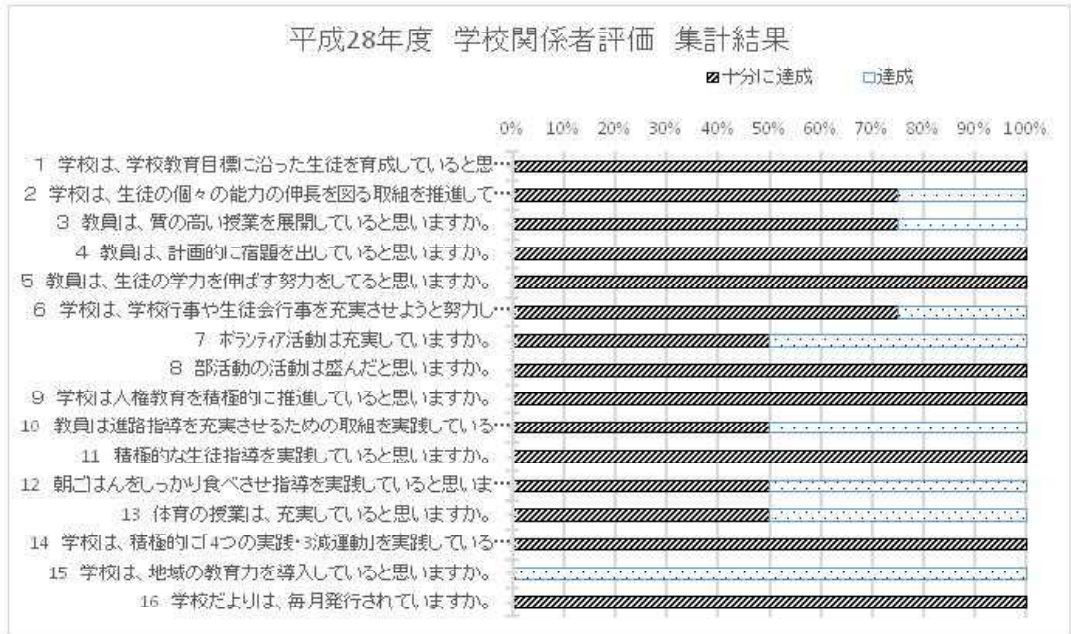 平成28年度 学校関係者評価 集計結果
十分に達成 達成
0% 10% 20% 30% 40% 50% 60% 70% 80% 90% 100%
1 学校は、学校教育目標に沿った生徒を育成していると思…
2 学校は、生徒の個々の能力の伸長を図る取組を推進して…
3 教員は、質の高い授業を展開していると思いますか。
4 教員は、計画的に宿題を出していると思いますか。
5 教員は、生徒の学力を伸ばす努力をしてると思いますか。
6 学校は、学校行事や生徒会行事を充実させようと努力し…
7 ボランティア活動は充実していますか。
8 部活動の活動は盛んだと思いますか。
9 学校は人権教育を積極的に推進していると思いますか。
10 教員は進路指導を充実させるための取組を実践している…
11 積極的な生徒指導を実践していると思いますか。
12 朝ごはんをしっかり食べさせ指導を実践していると思いま…
13 体育の授業は、充実していると思いますか。
14 学校は、積極的に「4つの実践・3減運動」を実践している…
15 学校は、地域の教育力を導入していると思いますか。
16 学校だよりは、毎月発行されていますか。